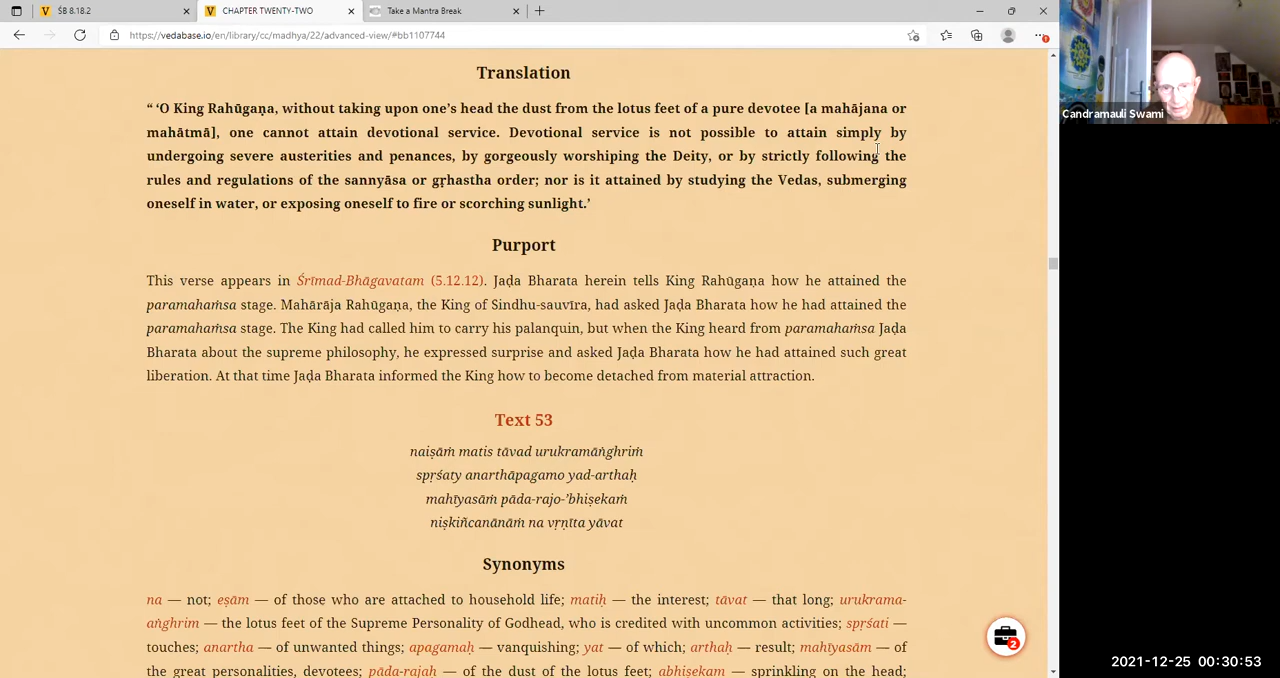 ŚB 8.18.2
CHAPTER TWENTY-TWO
Take a Mantra Break
https://vedabase.io/en/library/cc/madhya/22/advanced-view/#bb1107744
Candramauli Swami
Translation
“ ‘O King Rahūgaṇa, without taking upon one’s head the dust from the lotus feet of a pure devotee [a mahājana or
mahātmā], one cannot attain devotional service. Devotional service is not possible to attain simply by
undergoing severe austerities and penances, by gorgeously worshiping the Deity, or by strictly following the
rules and regulations of the sannyāsa or gṛhastha order; nor is it attained by studying the Vedas, submerging
oneself in water, or exposing oneself to fire or scorching sunlight.’
Purport
This verse appears in Śrīmad-Bhāgavatam (5.12.12). Jaḍa Bharata herein tells King Rahūgaṇa how he attained the
paramahaṁsa stage. Mahārāja Rahūgaṇa, the King of Sindhu-sauvīra, had asked Jaḍa Bharata how he had attained the
paramahaṁsa stage. The King had called him to carry his palanquin, but when the King heard from paramahaṁsa Jaḍa
Bharata about the supreme philosophy, he expressed surprise and asked Jaḍa Bharata how he had attained such great
liberation. At that time Jaḍa Bharata informed the King how to become detached from material attraction.
Text 53
naiṣāṁ matis tāvad urukramāṅghriṁ
spṛśaty anarthāpagamo yad-arthaḥ
mahīyasāṁ pāda-rajo-’bhiṣekaṁ
niṣkiñcanānāṁ na vṛṇīta yāvat
Synonyms
na — not; eṣām — of those who are attached to household life; matiḥ — the interest; tāvat — that long; urukrama-
aṅghrim — the lotus feet of the Supreme Personality of Godhead, who is credited with uncommon activities; spṛśati —
touches; anartha — of unwanted things; apagamaḥ — vanquishing; yat — of which; arthaḥ — result; mahīyasām — of
the great personalities, devotees; pāda-rajaḥ — of the dust of the lotus feet; abhiṣekam — sprinkling on the head;
2
2021-12-25 00:30:53